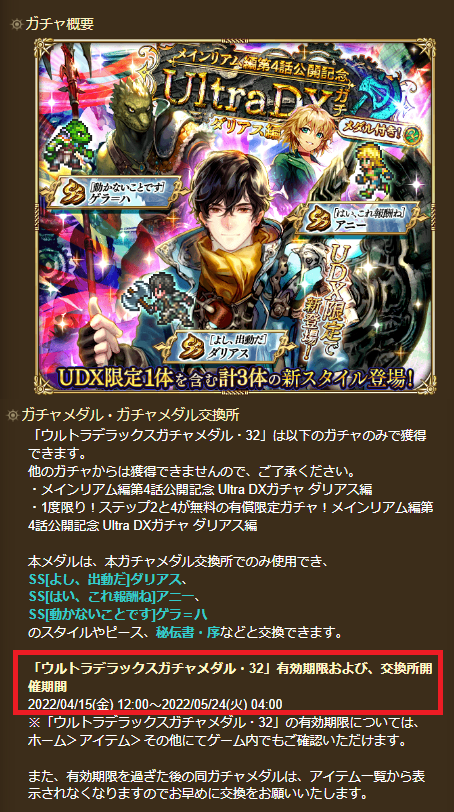 ガチャ概要
メインリアム編第4話公開記念
UltraDXガチャ
ダリアス編
メダル付き!
SS
[動かないことです]
ゲラ=ハ
SS
[はい、これ報酬ね]
アニー
UDX限定で
新登場!
SS
[よし、出動だ]
ダリアス
UDX限定1体を含む計3体の新スタイル登場!
ガチャメダル・ガチャメダル交換所
「ウルトラデラックスガチャメダル・32」は以下のガチャのみで獲得
できます。
他のガチャからは獲得できませんので、ご了承ください。
・メインリアム編第4話公開記念 Ultra DXガチャ ダリアス編
・1度限り!ステップ2と4が無料の有償限定ガチャ!メインリアム編第
4話公開記念 Ultra DXガチャ ダリアス編
本メダルは、本ガチャメダル交換所でのみ使用でき、
SS[よし、出動だ]ダリアス、
SS[はい、これ報酬ね]アニー、
SS[動かないことです]ゲラ=ハ
のスタイルやピース、秘伝書・序などと交換できます。
「ウルトラデラックスガチャメダル・32」有効期限および、交換所開
催期間
2022/04/15(金) 12:00～2022/05/24(火) 04:00
※「ウルトラデラックスガチャメダル・32」の有効期限については、
ホーム＞アイテム＞その他にてゲーム内でもご確認いただけます。
また、有効期限を過ぎた後の同ガチャメダルは、アイテム一覧から表
示されなくなりますのでお早めに交換をお願いいたします。